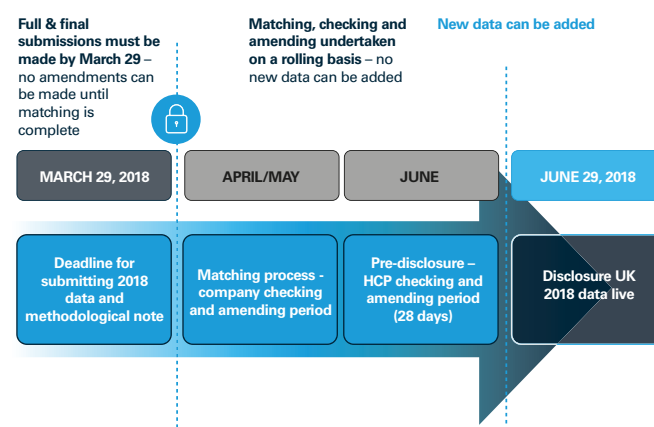 Full & final
submissions must be
made by March 29 –
no amendments can
be made until
matching is
complete
Matching, checking and
amending undertaken
on a rolling basis – no
new data can be added
New data can be added
MARCH 29, 2018
APRIL/MAY
JUNE
JUNE 29, 2018
Deadline for
submitting 2018
data and
methodological note
Matching process -
company checking
and amending period
Pre-disclosure –
HCP checking and
amending period
(28 days)
Disclosure UK
2018 data live